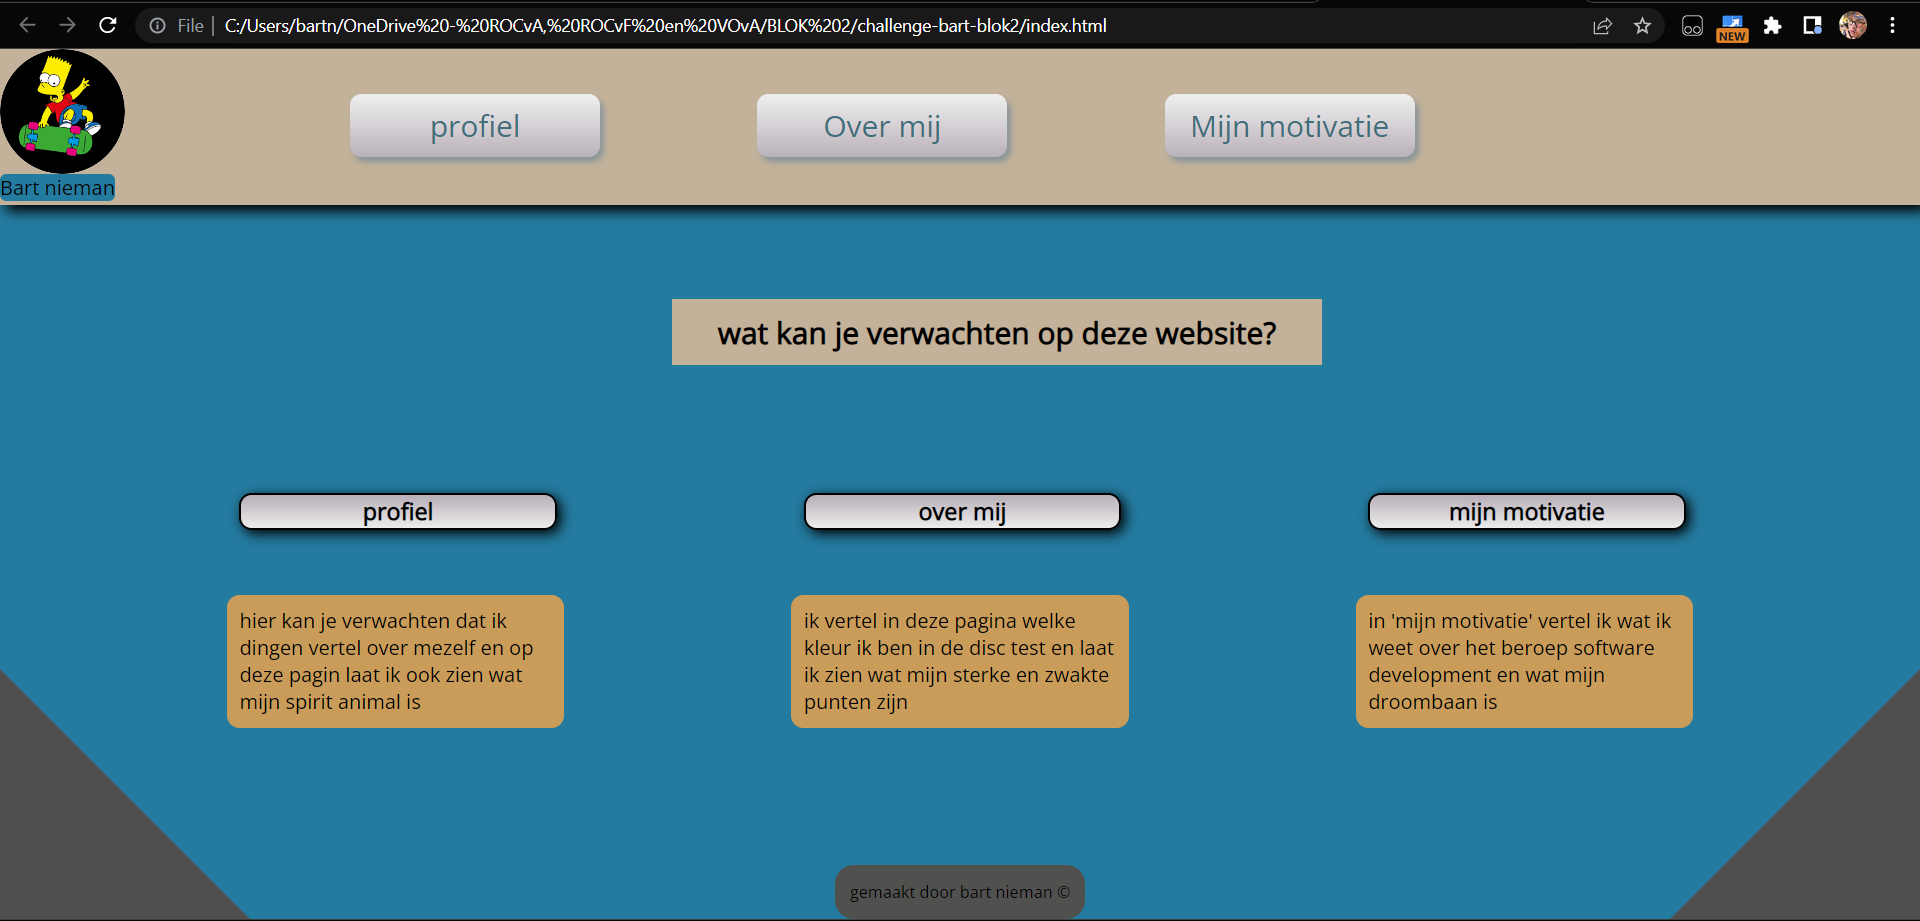 File | C:/Users/bartn/OneDrive%20-%20ROCvA,%20ROCvF%20en%20VOvA/BLOK%202/challenge-bart-blok2/index.html
NEW
profiel
Over mij
Mijn motivatie
Bart nieman
wat kan je verwachten op deze website?
profiel
over mij
mijn motivatie
hier kan je verwachten dat ik
dingen vertel over mezelf en op
deze pagin laat ik ook zien wat
mijn spirit animal is
ik vertel in deze pagina welke
kleur ik ben in de disc test en laat
ik zien wat mijn sterke en zwakte
punten zijn
in 'mijn motivatie' vertel ik wat ik
weet over het beroep software
development en wat mijn
droombaan is
gemaakt door bart nieman ©